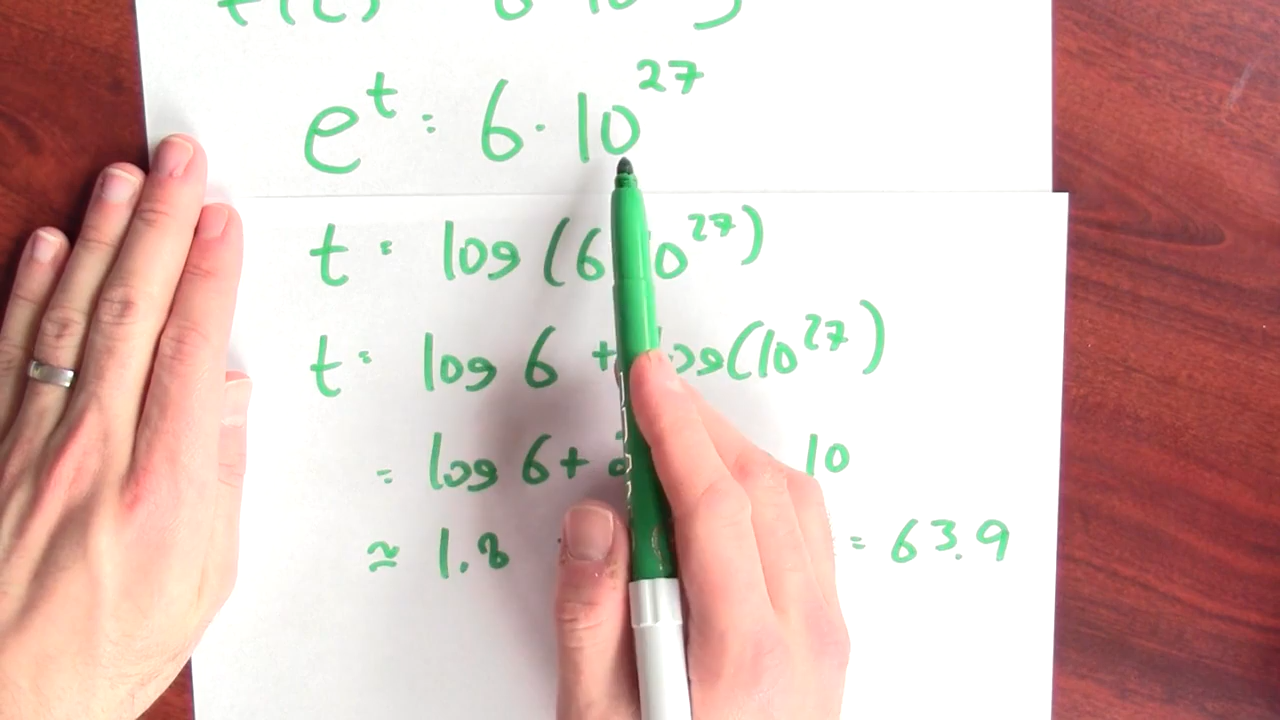 e^t = 6 · 10^27
t = log (6 10^27)
t = log 6 + log(10^27)
= log 6 + 10
≈ 1.8 = 63.9